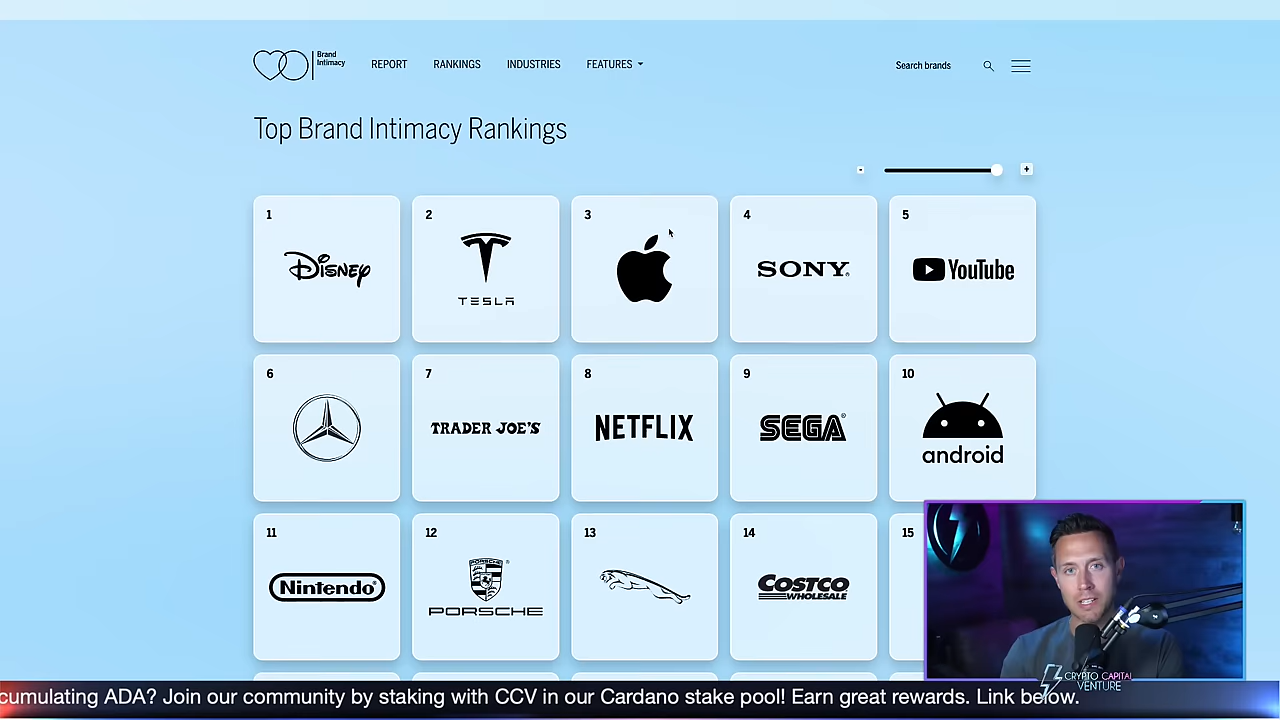 Brand
Intimacy
REPORT
RANKINGS
INDUSTRIES
FEATURES
Search brands
Top Brand Intimacy Rankings
-
+
1
Disney
2
TESLA
3
4
SONY
5
YouTube
6
7
TRADER JOE'S
8
NETFLIX
9
SEGA
10
android
11
Nintendo
12
PORSCHE
PORSCHE
13
14
COSTCO
WHOLESALE
15
CRYPTO CAPITAL
VENTURE
cumulating ADA? Join our community by staking with CCV in our Cardano stake pool! Earn great rewards. Link below.